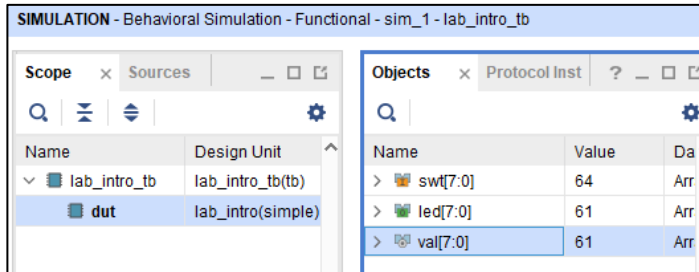 SIMULATION - Behavioral Simulation - Functional - sim_1 - lab_intro_tb
Scope × Sources
Name Design Unit
lab_intro_tb lab_intro_tb(tb)
dut lab_intro(simple)
Objects × Protocol Inst ?
Name Value Da
swt[7:0] 64 Arr
led[7:0] 61 Arr
val[7:0] 61 Arr